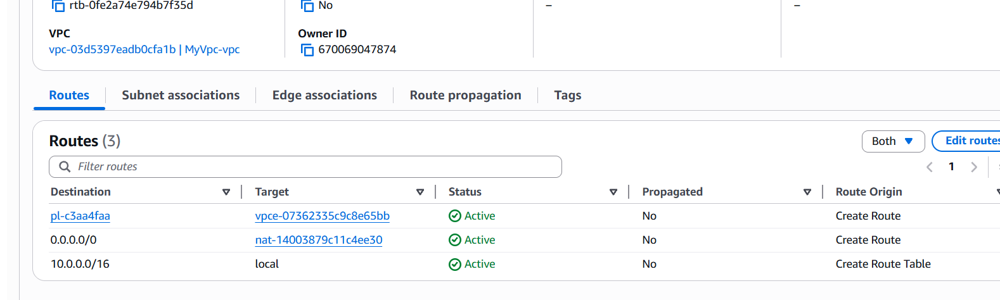 rtb-0fe2a74e794b7f35d No – –
VPC Owner ID
vpc-03d5397eadb0cfa1b | MyVpc-vpc 670069047874
Routes Subnet associations Edge associations Route propagation Tags
Routes (3) Both Edit routes
Filter routes 1
Destination Target Status Propagated Route Origin
pl-c3aa4faa vpce-07362335c9c8e65bb Active No Create Route
0.0.0.0/0 nat-14003879c11c4ee30 Active No Create Route
10.0.0.0/16 local Active No Create Route Table